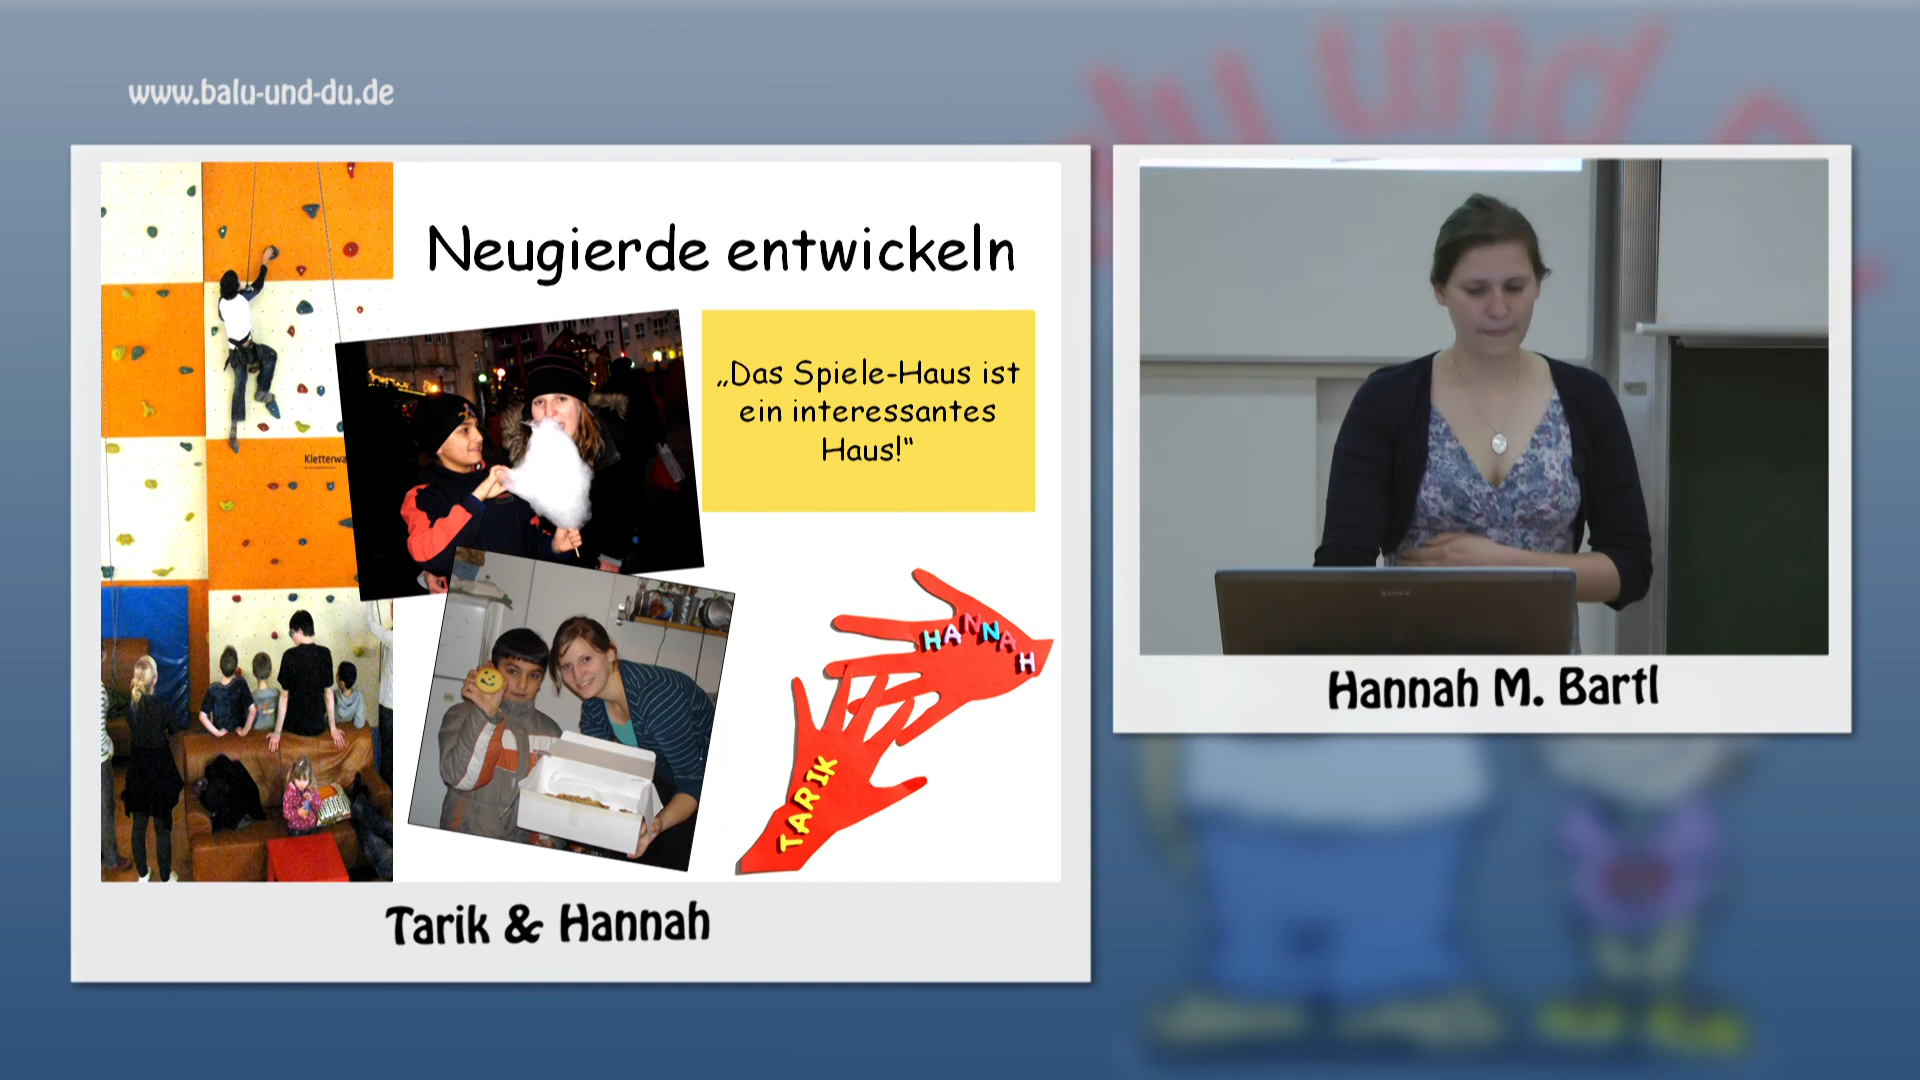 www.balu-und-du.de
Neugierde entwickeln
„Das Spiele-Haus ist
ein interessantes
Haus!“
HANNAH
TARIK
Tarik & Hannah
SONY
Hannah M. Bartl